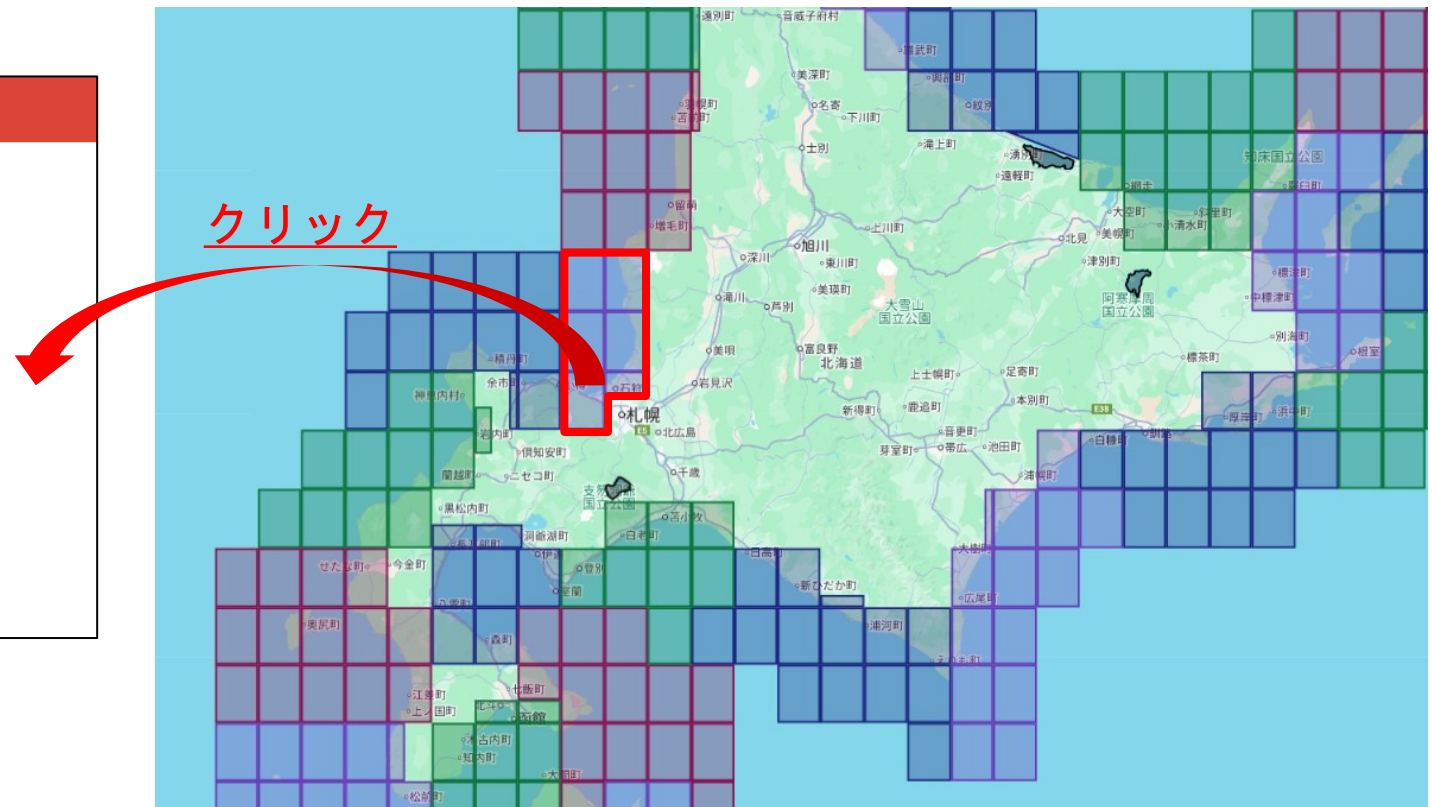 遠別町
音威子府村
雄武町
美深町
興部町
羽幌町
名寄
紋別
苫前町
下川町
士別
滝上町
湧別町
知床国立公園
遠軽町
網走
羅臼町
クリック
留萌
大空町
斜里町
増毛町
上川町
小清水町
美幌町
北見
旭川
深川
東川町
津別町
標津町
美瑛町
阿寒摩周
国立公園
中標津町
滝川
芦別
大雪山
国立公園
別海町
美唄
富良野
根室
積丹町
北海道
標茶町
余市町
石狩
岩見沢
上士幌町
足寄町
神恵内村
本別町
札幌
新得町
鹿追町
E38
厚岸町
浜中町
E5
北広島
音更町
釧路
岩内町
白糠町
倶知安町
芽室町
帯広
池田町
蘭越町
ニセコ町
千歳
浦幌町
支笏洞爺
国立公園
黒松内町
苫小牧
洞爺湖町
白老町
長万部町
大樹町
伊達
日高町
せたな町
今金町
登別
室蘭
新ひだか町
広尾町
八雲町
奥尻町
浦河町
森町
えりも町
江差町
七飯町
上ノ国町
北斗
函館
木古内町
知内町
大間町
松前町